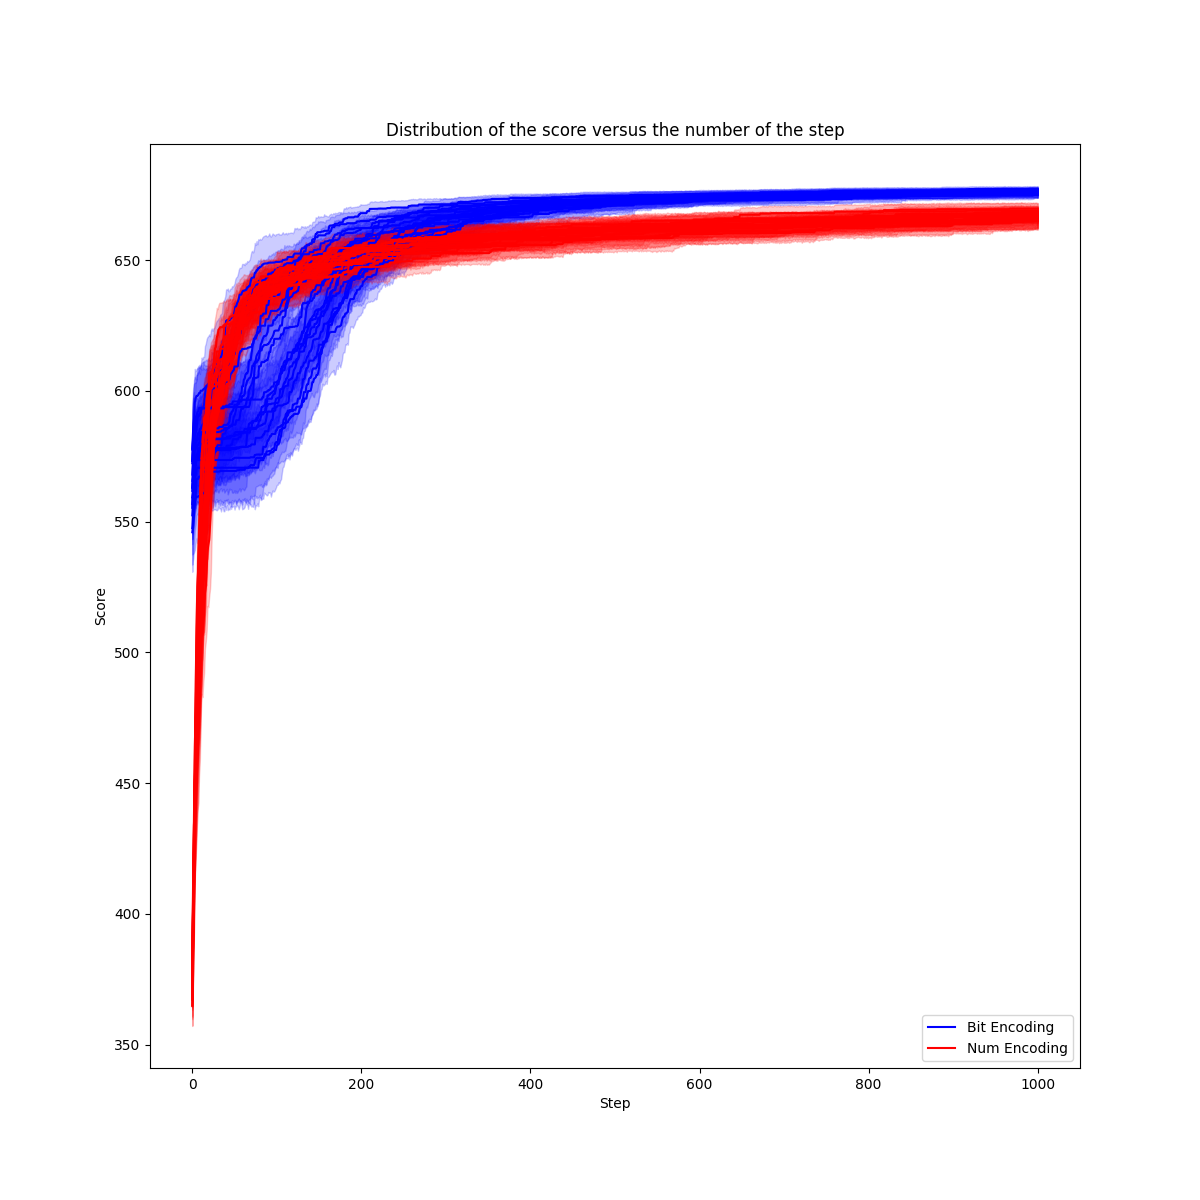 Distribution of the score versus the number of the step
Score
650
600
550
500
450
400
350
0
200
400
600
800
1000
Step
Bit Encoding
Num Encoding